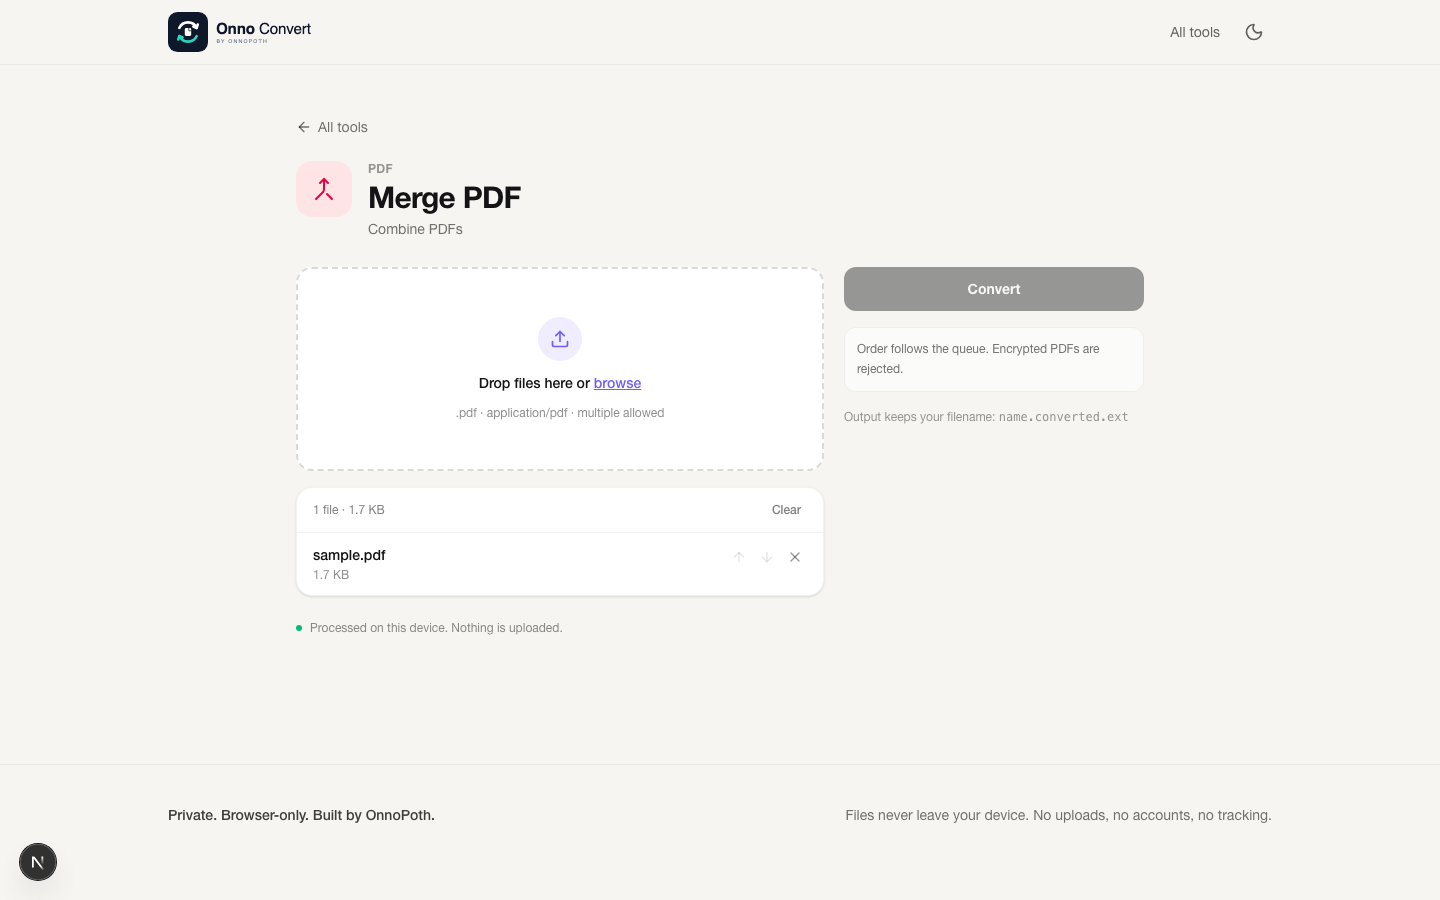 Onno Convert
BY ONNOPOTH
All tools
All tools
PDF
Merge PDF
Combine PDFs
Drop files here or browse
.pdf · application/pdf · multiple allowed
Convert
Order follows the queue. Encrypted PDFs are
rejected.
Output keeps your filename: name.converted.ext
1 file · 1.7 KB
Clear
sample.pdf
1.7 KB
Processed on this device. Nothing is uploaded.
Private. Browser-only. Built by OnnoPoth.
Files never leave your device. No uploads, no accounts, no tracking.
N